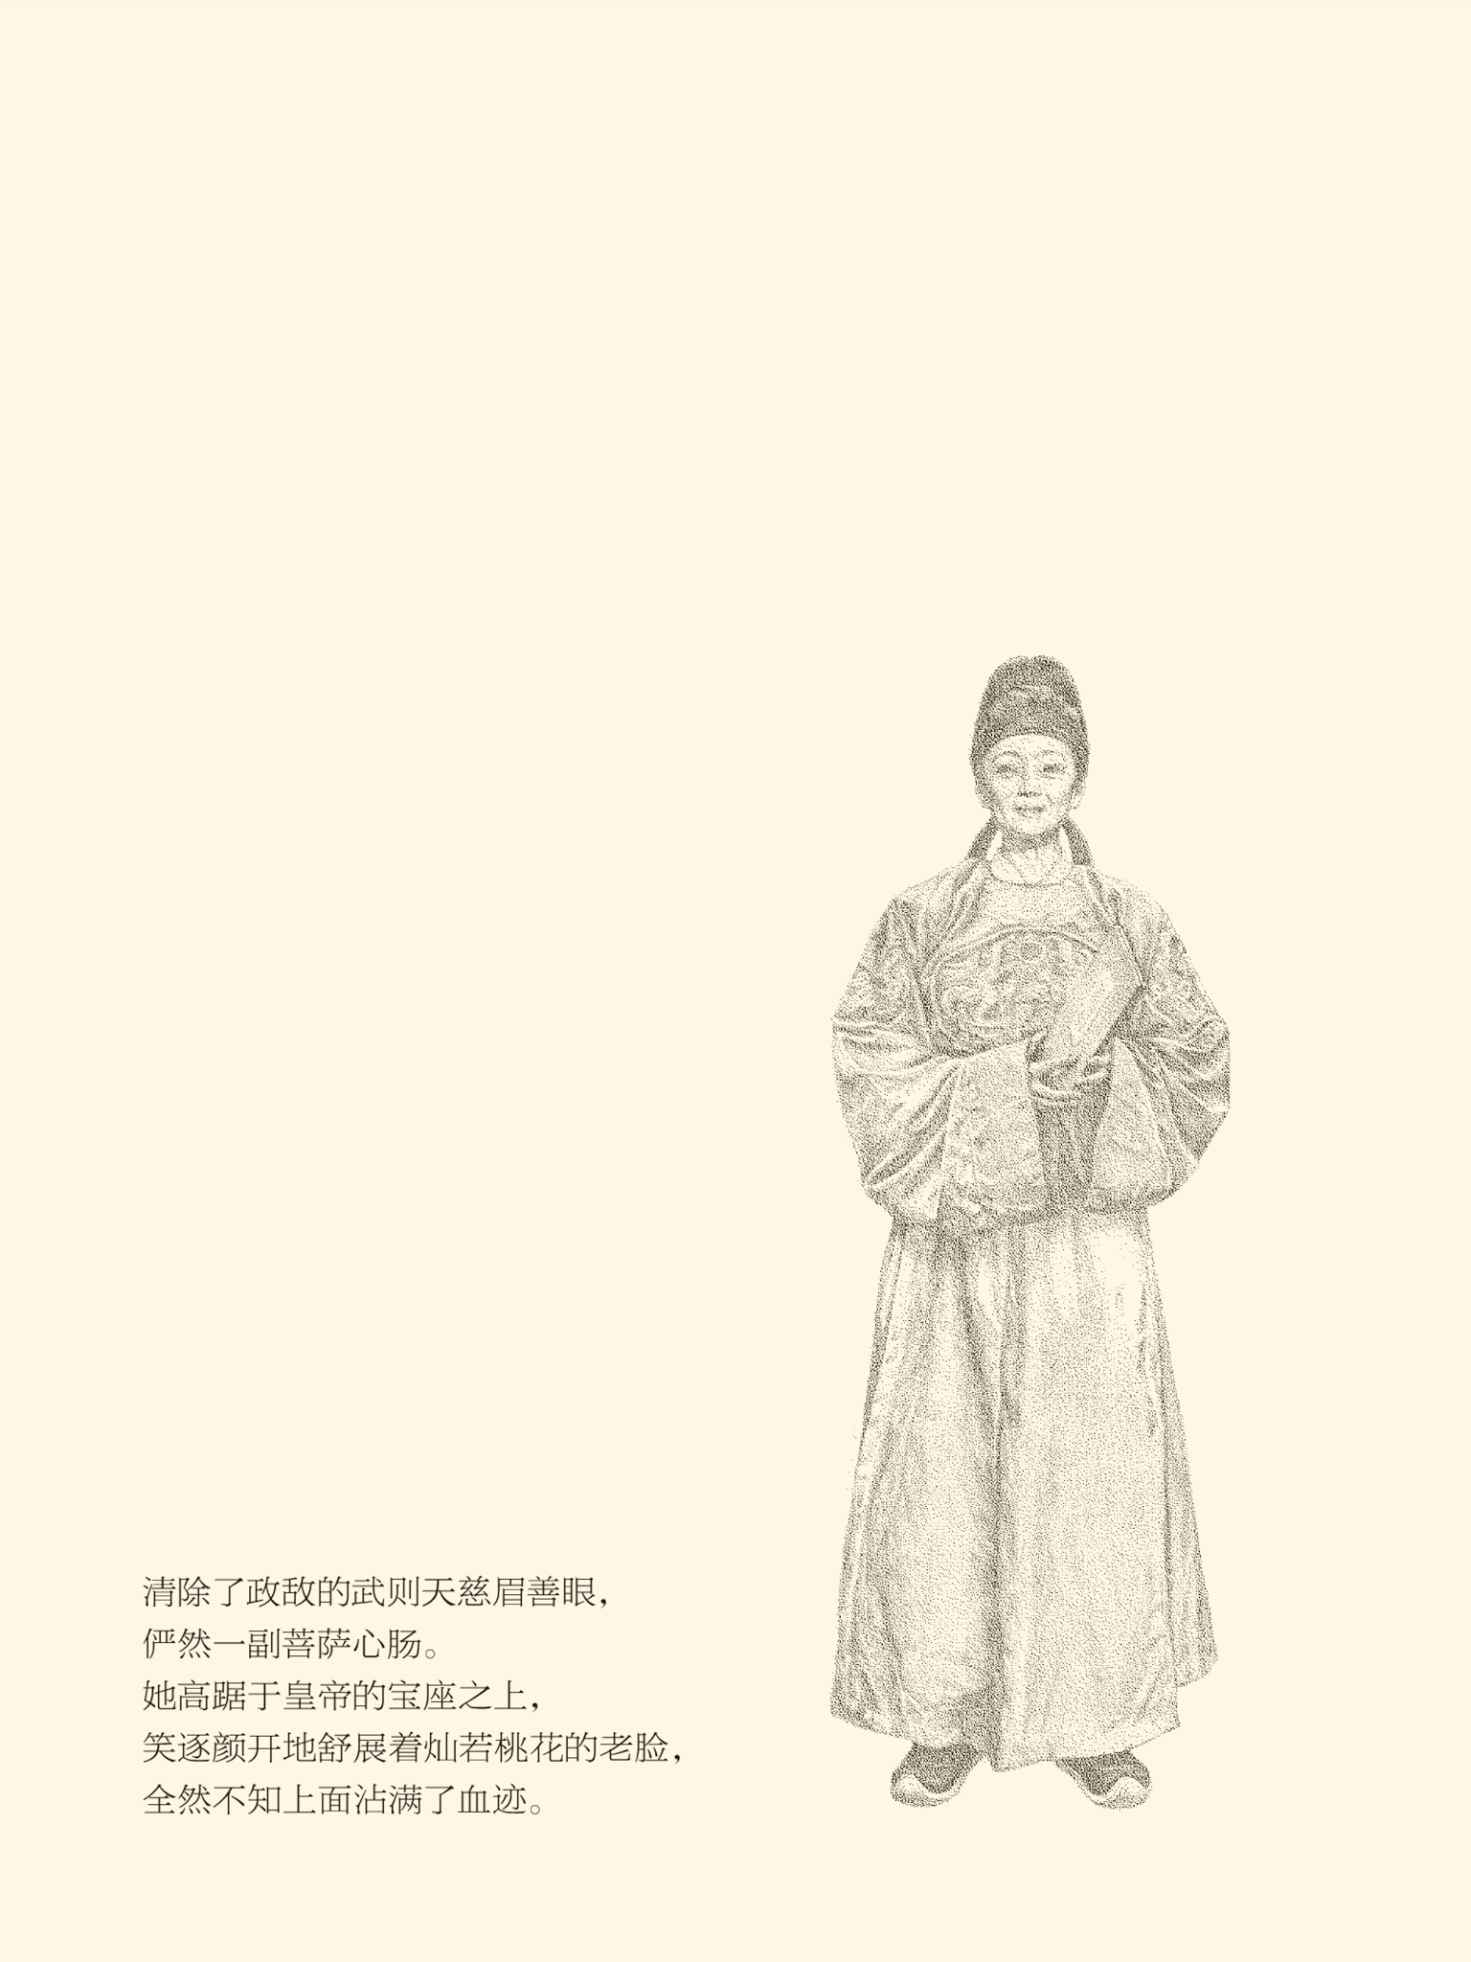 清除了政敌的武则天慈眉善眼，
俨然一副菩萨心肠。
她高踞于皇帝的宝座之上，
笑逐颜开地舒展着灿若桃花的老脸，
全然不知上面沾满了血迹。